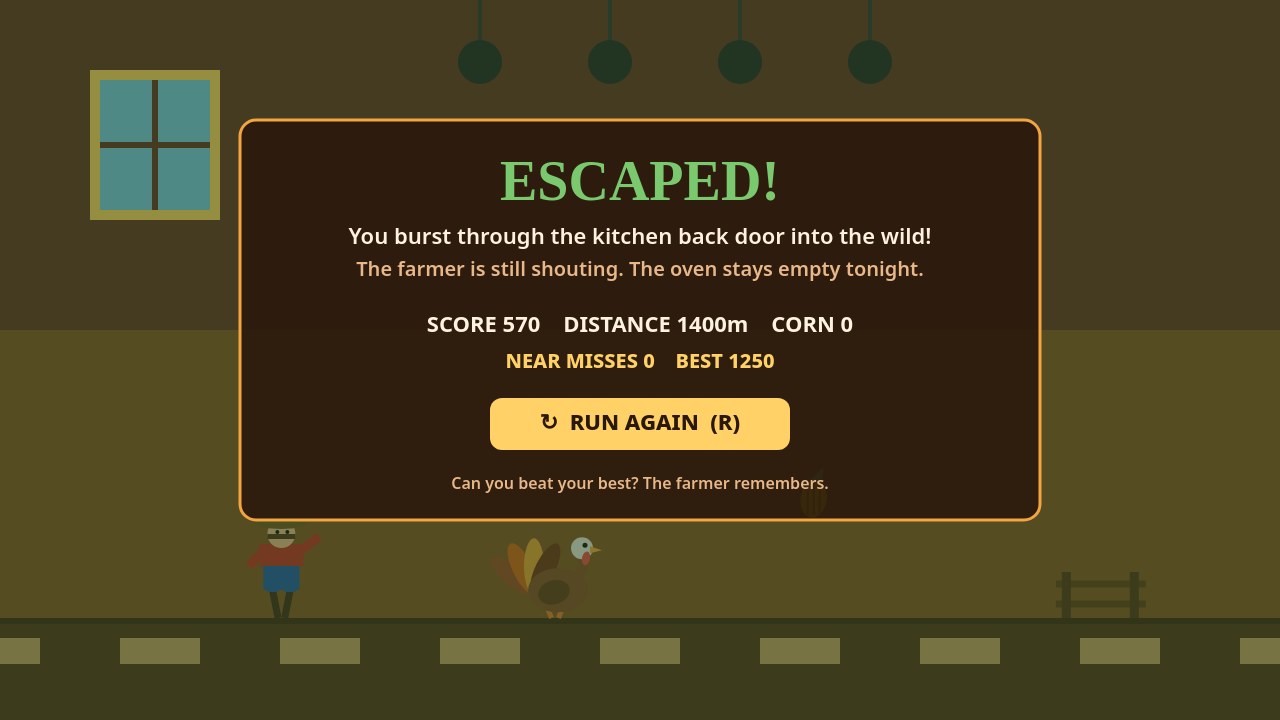 ESCAPED!
You burst through the kitchen back door into the wild!
The farmer is still shouting. The oven stays empty tonight.
SCORE 570 DISTANCE 1400m CORN 0
NEAR MISSES 0 BEST 1250
↻ RUN AGAIN (R)
Can you beat your best? The farmer remembers.